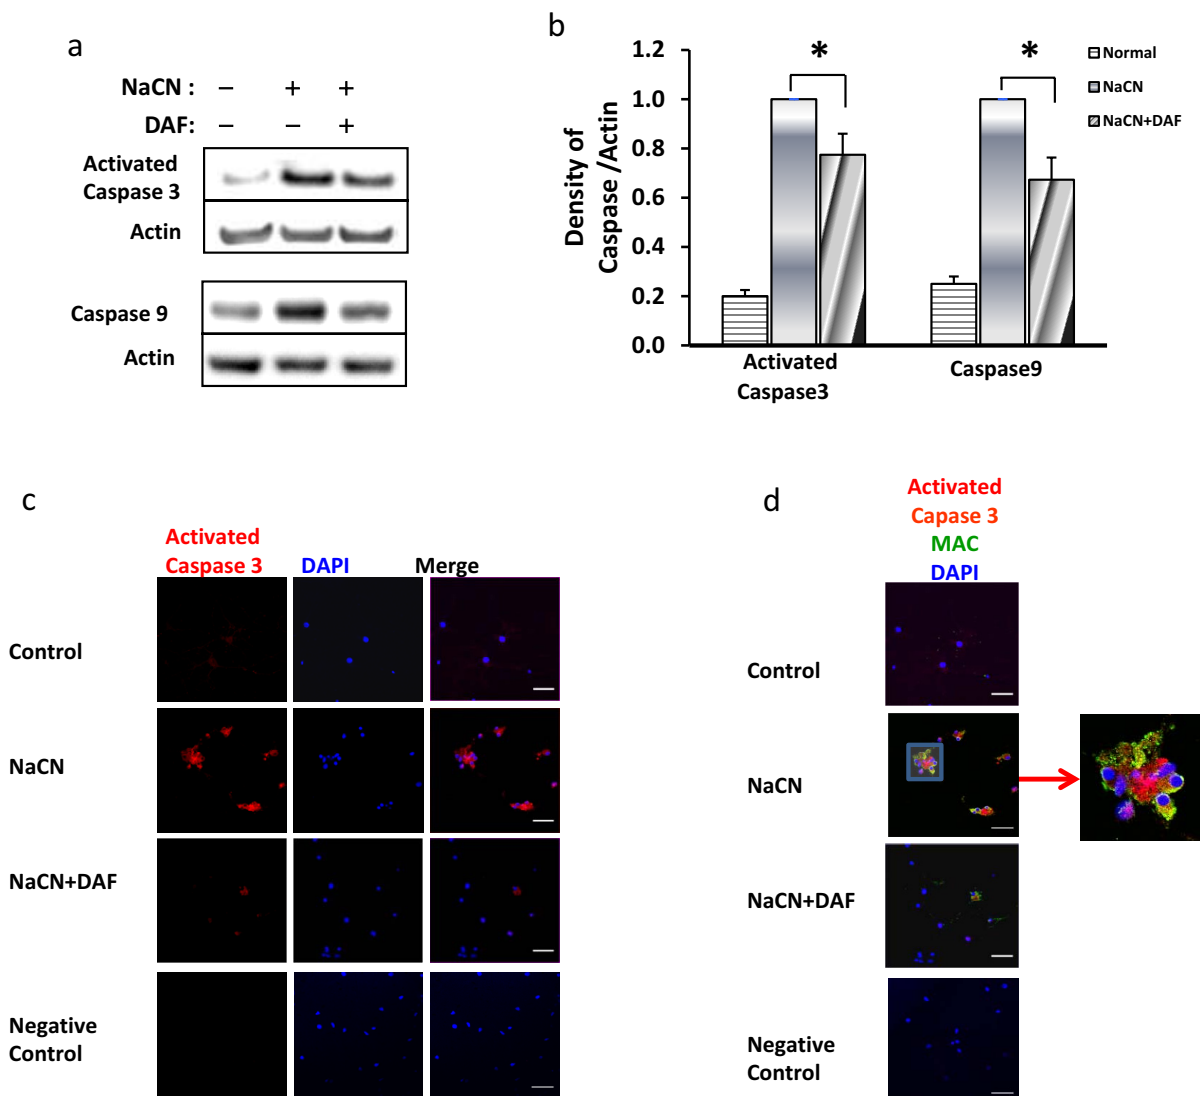 a
NaCN : − + +
DAF: − − +
Activated
Caspase 3
Actin
Caspase 9
Actin
b
Density of
Caspase /Actin
1.2
1.0
0.8
0.6
0.4
0.2
0.0
*
*
Activated
Caspase3
Caspase9
Normal
NaCN
NaCN+DAF
c
Activated
Caspase 3
DAPI
Merge
Control
NaCN
NaCN+DAF
Negative
Control
d
Activated
Capase 3
MAC
DAPI
Control
NaCN
NaCN+DAF
Negative
Control